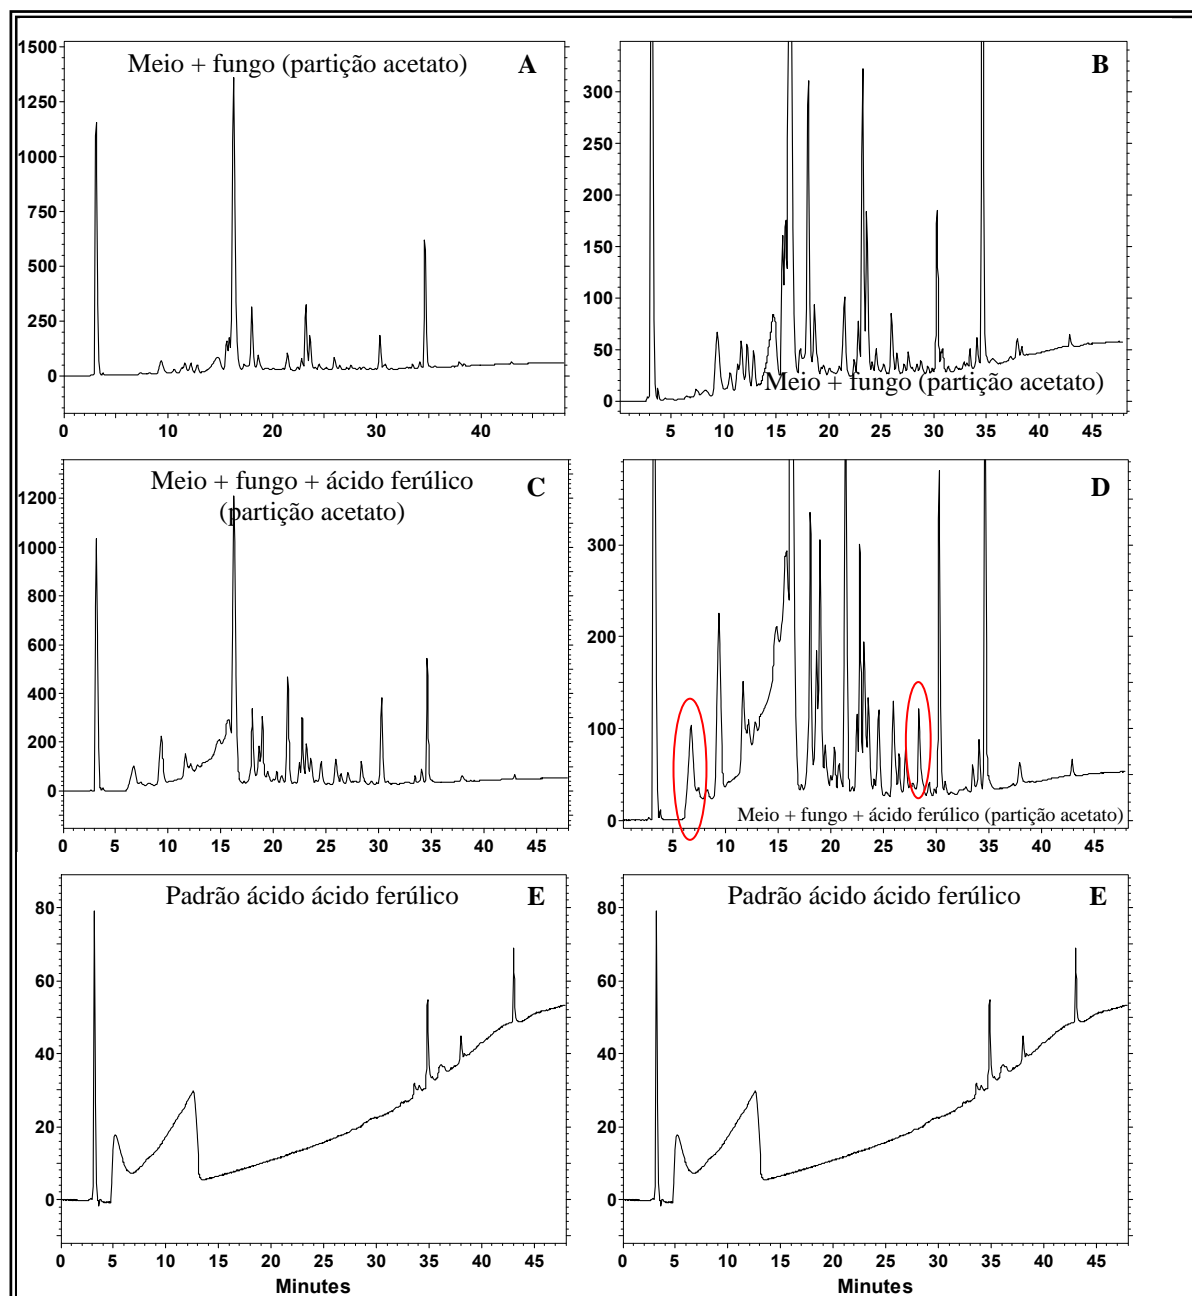 Meio + fungo (partição acetato) A
1500
1250
1000
750
500
250
0
0 10 20 30 40
B
300
250
200
150
100
50
0
Meio + fungo (partição acetato)
5 10 15 20 25 30 35 40 45
Meio + fungo + ácido ferúlico C
(partição acetato)
1200
1000
800
600
400
200
0
0 5 10 15 20 25 30 35 40 45
D
300
200
100
0
Meio + fungo + ácido ferúlico (partição acetato)
5 10 15 20 25 30 35 40 45
Padrão ácido ácido ferúlico E
80
60
40
20
0
0 5 10 15 20 25 30 35 40 45
Minutes
Padrão ácido ácido ferúlico E
80
60
40
20
0
0 5 10 15 20 25 30 35 40 45
Minutes